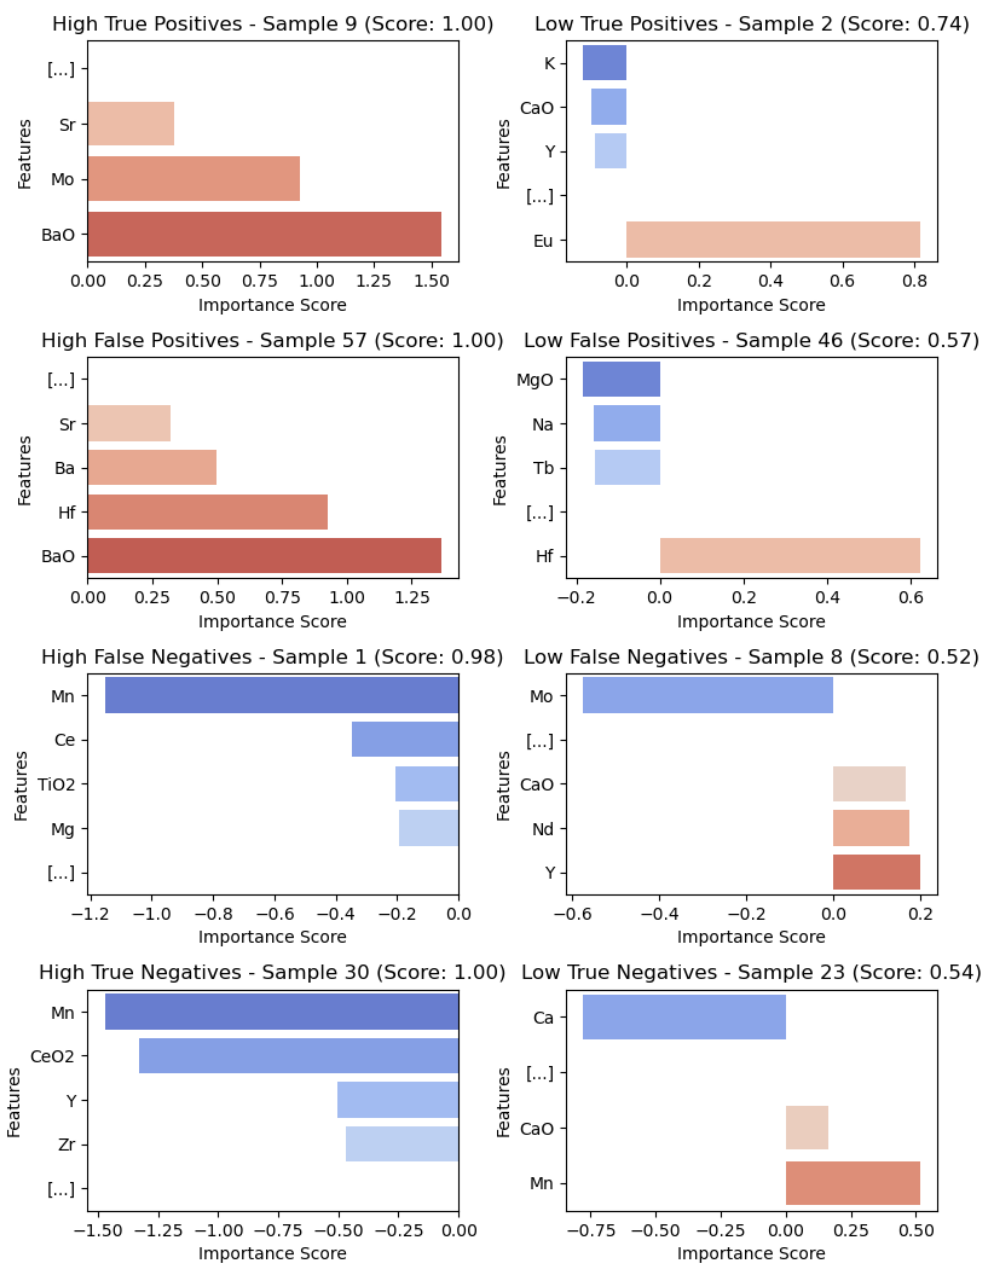 High True Positives - Sample 9 (Score: 1.00)
Features
[...]
Sr
Mo
BaO
0.00 0.25 0.50 0.75 1.00 1.25 1.50
Importance Score
Low True Positives - Sample 2 (Score: 0.74)
Features
K
CaO
Y
[...]
Eu
0.0 0.2 0.4 0.6 0.8
Importance Score
High False Positives - Sample 57 (Score: 1.00)
Features
[...]
Sr
Ba
Hf
BaO
0.00 0.25 0.50 0.75 1.00 1.25
Importance Score
Low False Positives - Sample 46 (Score: 0.57)
Features
MgO
Na
Tb
[...]
Hf
−0.2 0.0 0.2 0.4 0.6
Importance Score
High False Negatives - Sample 1 (Score: 0.98)
Features
Mn
Ce
TiO2
Mg
[...]
−1.2 −1.0 −0.8 −0.6 −0.4 −0.2 0.0
Importance Score
Low False Negatives - Sample 8 (Score: 0.52)
Features
Mo
[...]
CaO
Nd
Y
−0.6 −0.4 −0.2 0.0 0.2
Importance Score
High True Negatives - Sample 30 (Score: 1.00)
Features
Mn
CeO2
Y
Zr
[...]
−1.50 −1.25 −1.00 −0.75 −0.50 −0.25 0.00
Importance Score
Low True Negatives - Sample 23 (Score: 0.54)
Features
Ca
[...]
CaO
Mn
−0.75 −0.50 −0.25 0.00 0.25 0.50
Importance Score